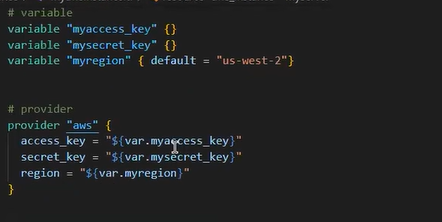 # variable
variable "myaccess_key" {}
variable "mysecret_key" {}
variable "myregion" { default = "us-west-2"}
# provider
provider "aws" {
access_key = "${var.myaccess_key}"
secret_key = "${var.mysecret_key}"
region = "${var.myregion}"
}